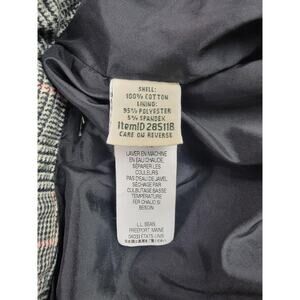 SHELL:
100% COTTON
LINING:
95% POLYESTER
5% SPANDEX
ItemID 285118
CARE ON REVERSE
LAVER EN MACHINE
EN EAU CHAUDE.
SÉPARER LES
COULEURS
PAS D'EAU DE JAVEL.
SÉCHAGE PAR
CULBUTAGE BASSE
TEMPÉRATURE
FER CHAUD, SI
BESOIN
L.L. BEAN
FREEPORT, MAINE
04033 ÉTATS-UNIS